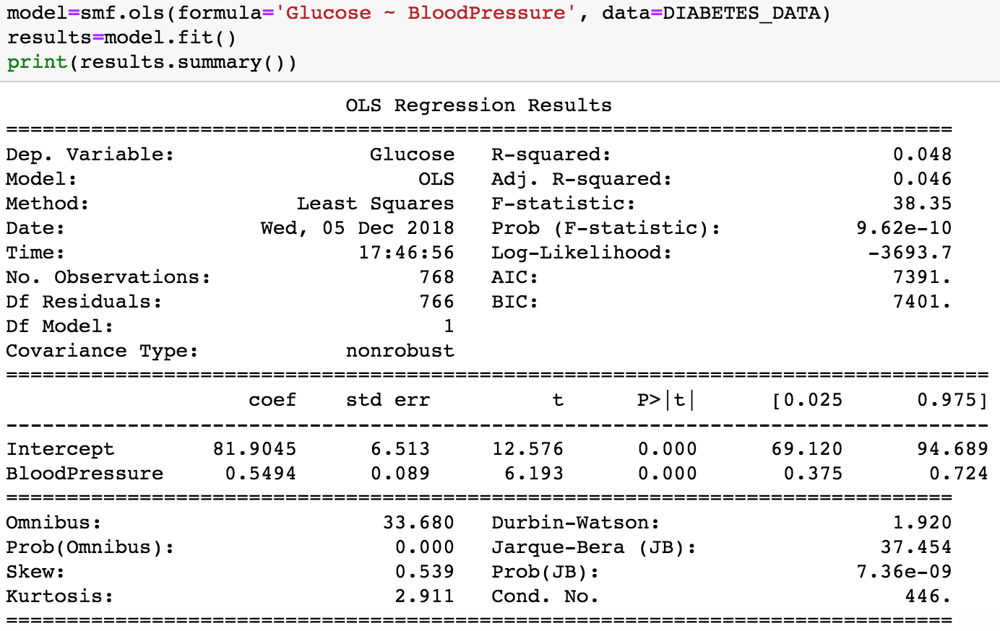 model=smf.ols(formula='Glucose ~ BloodPressure', data=DIABETES_DATA)
results=model.fit()
print(results.summary())
OLS Regression Results
==============================================================================
Dep. Variable: Glucose R-squared: 0.048
Model: OLS Adj. R-squared: 0.046
Method: Least Squares F-statistic: 38.35
Date: Wed, 05 Dec 2018 Prob (F-statistic): 9.62e-10
Time: 17:46:56 Log-Likelihood: -3693.7
No. Observations: 768 AIC: 7391.
Df Residuals: 766 BIC: 7401.
Df Model: 1
Covariance Type: nonrobust
=================================================================================
coef std err t P>|t| [0.025 0.975]
---------------------------------------------------------------------------------
Intercept 81.9045 6.513 12.576 0.000 69.120 94.689
BloodPressure 0.5494 0.089 6.193 0.000 0.375 0.724
==============================================================================
Omnibus: 33.680 Durbin-Watson: 1.920
Prob(Omnibus): 0.000 Jarque-Bera (JB): 37.454
Skew: 0.539 Prob(JB): 7.36e-09
Kurtosis: 2.911 Cond. No. 446.
==============================================================================